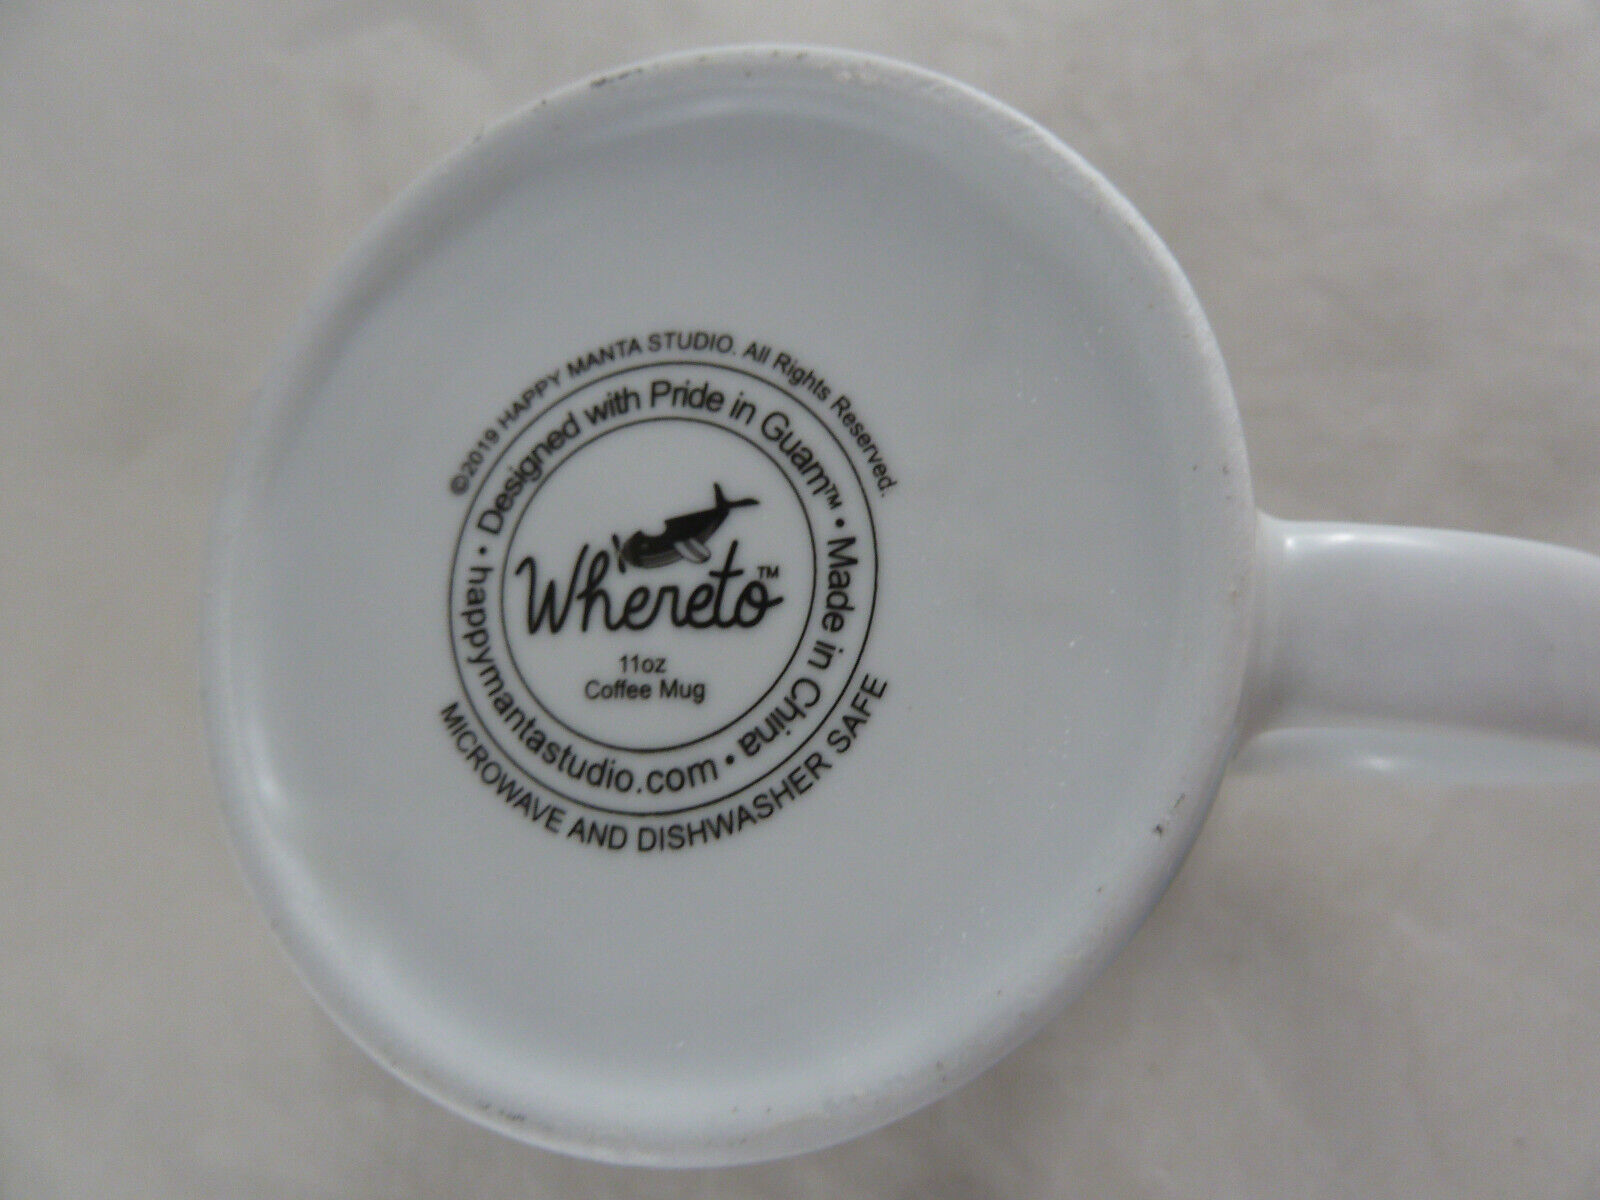 ©2019 HAPPY MANTA STUDIO. All Rights Reserved.
• Designed with Pride in Guam™ • Made in China • happymantastudio.com
Whereto™
11oz
Coffee Mug
MICROWAVE AND DISHWASHER SAFE